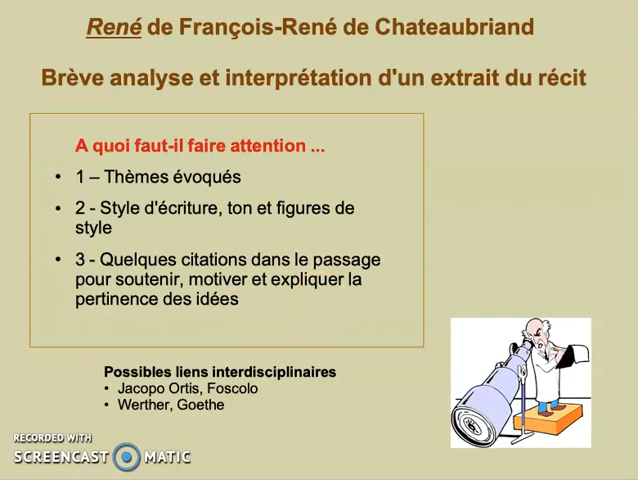 René de François-René de Chateaubriand
Brève analyse et interprétation d'un extrait du récit
A quoi faut-il faire attention ...
• 1 – Thèmes évoqués
• 2 - Style d'écriture, ton et figures de
style
• 3 - Quelques citations dans le passage
pour soutenir, motiver et expliquer la
pertinence des idées
Possibles liens interdisciplinaires
• Jacopo Ortis, Foscolo
• Werther, Goethe
RECORDED WITH
SCREENCAST MATIC